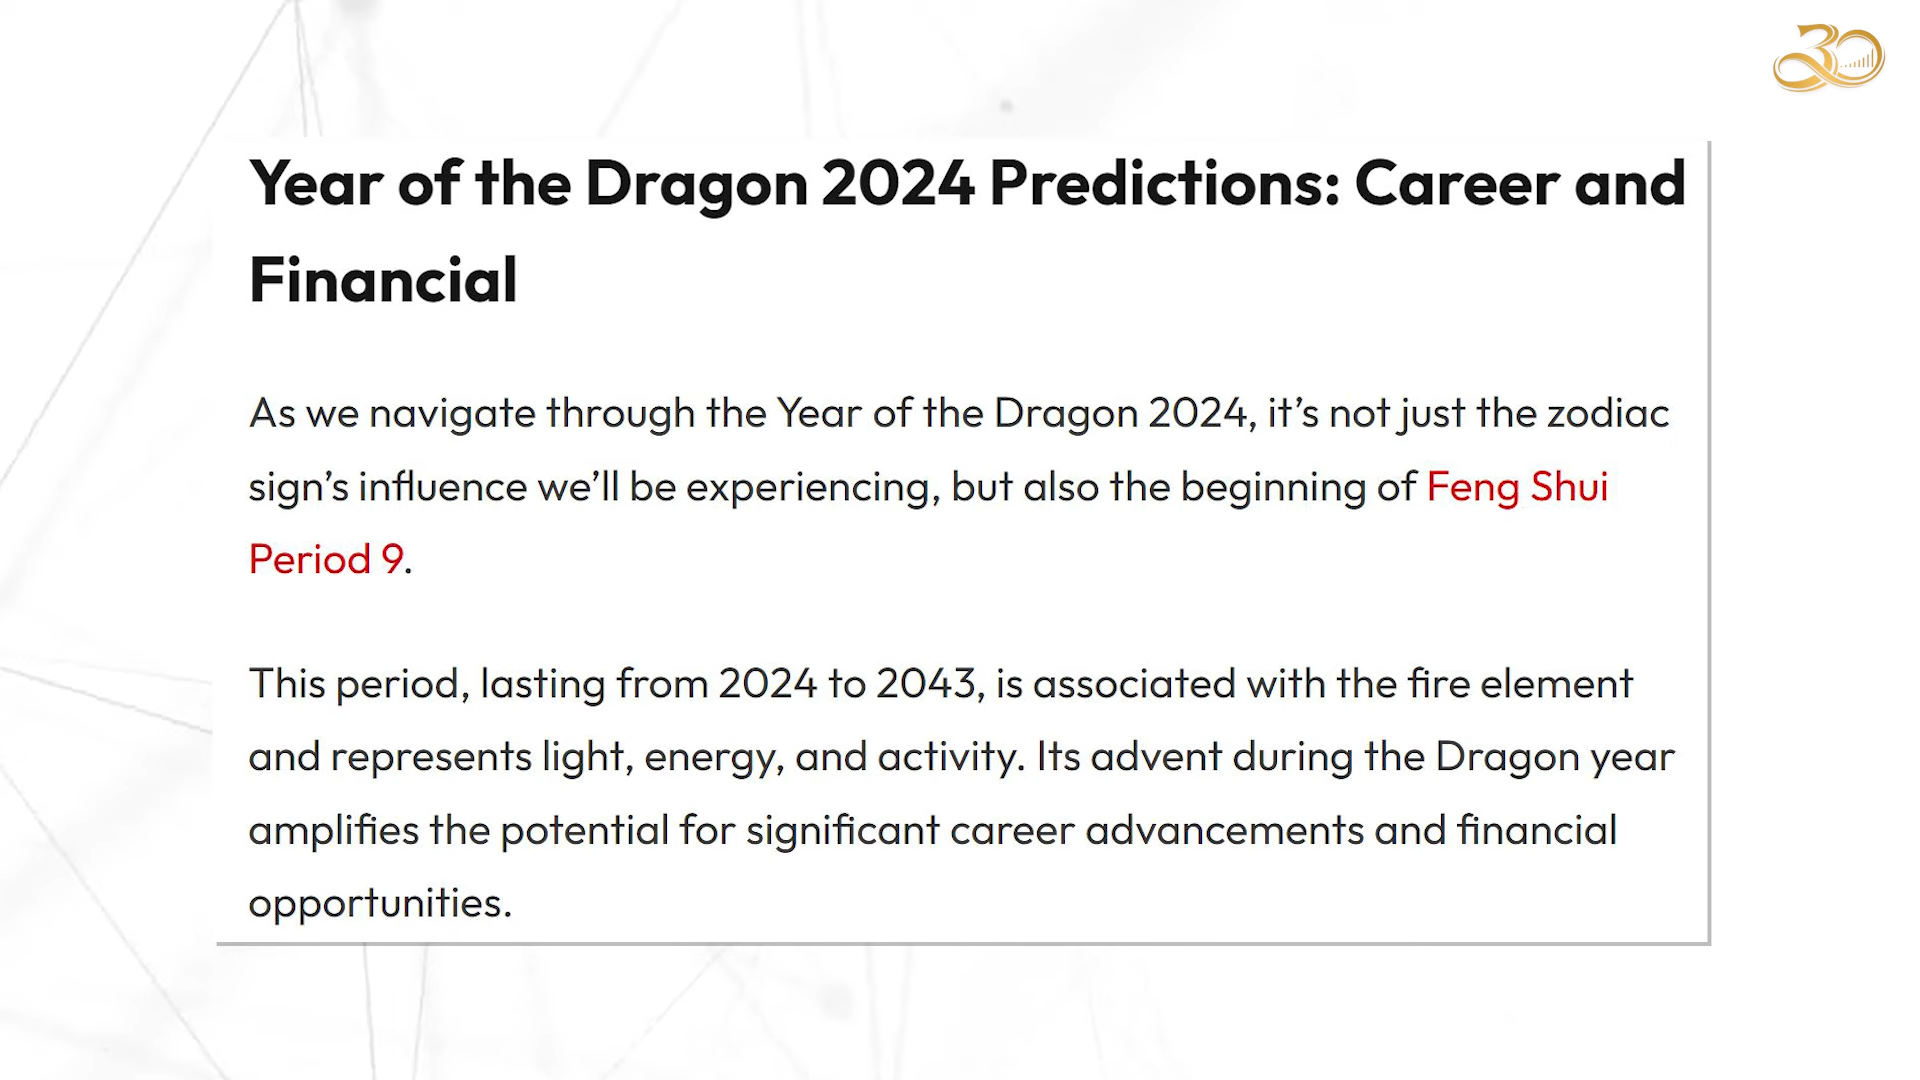 30
Year of the Dragon 2024 Predictions: Career and
Financial
As we navigate through the Year of the Dragon 2024, it’s not just the zodiac
sign’s influence we’ll be experiencing, but also the beginning of Feng Shui
Period 9.
This period, lasting from 2024 to 2043, is associated with the fire element
and represents light, energy, and activity. Its advent during the Dragon year
amplifies the potential for significant career advancements and financial
opportunities.